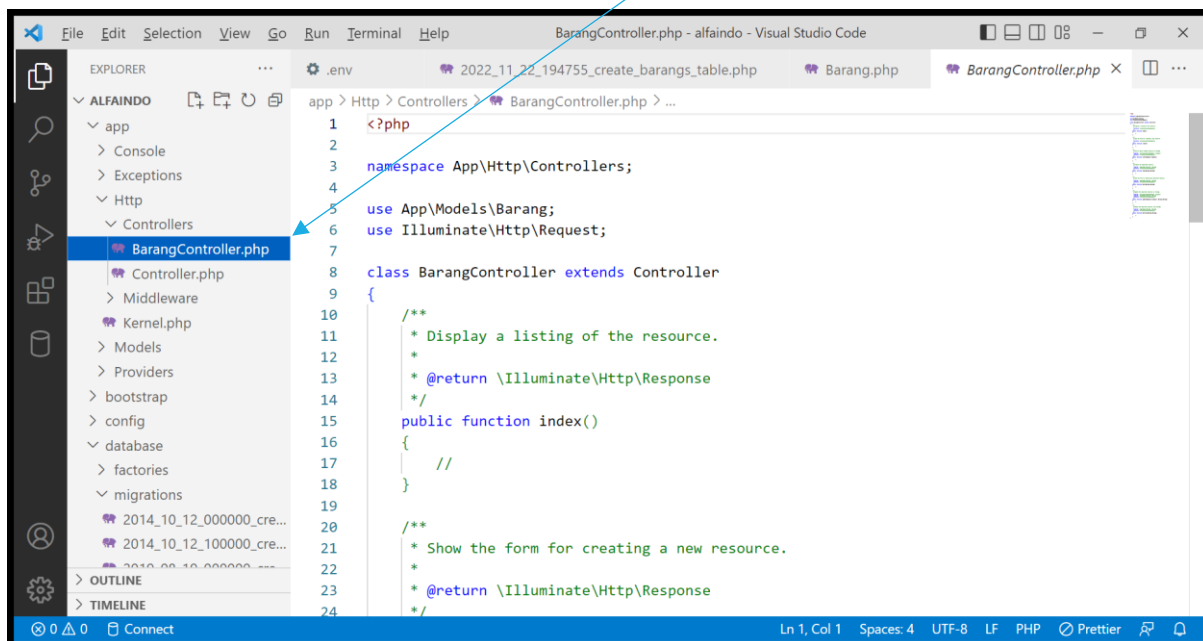 File Edit Selection View Go Run Terminal Help BarangController.php - alfaindo - Visual Studio Code
EXPLORER
.env 2022_11_22_194755_create_barangs_table.php Barang.php BarangController.php
ALFAINDO
app > Http > Controllers > BarangController.php > ...
app
Console
Exceptions
Http
Controllers
BarangController.php
Controller.php
Middleware
Kernel.php
Models
Providers
bootstrap
config
database
factories
migrations
2014_10_12_000000_cre...
2014_10_12_100000_cre...
OUTLINE
TIMELINE
1 <?php
2
3 namespace App\Http\Controllers;
4
5 use App\Models\Barang;
6 use Illuminate\Http\Request;
7
8 class BarangController extends Controller
9 {
10 /**
11 * Display a listing of the resource.
12 *
13 * @return \Illuminate\Http\Response
14 */
15 public function index()
16 {
17 //
18 }
19
20 /**
21 * Show the form for creating a new resource.
22 *
23 * @return \Illuminate\Http\Response
24 */
0 0 Connect Ln 1, Col 1 Spaces: 4 UTF-8 LF PHP Prettier